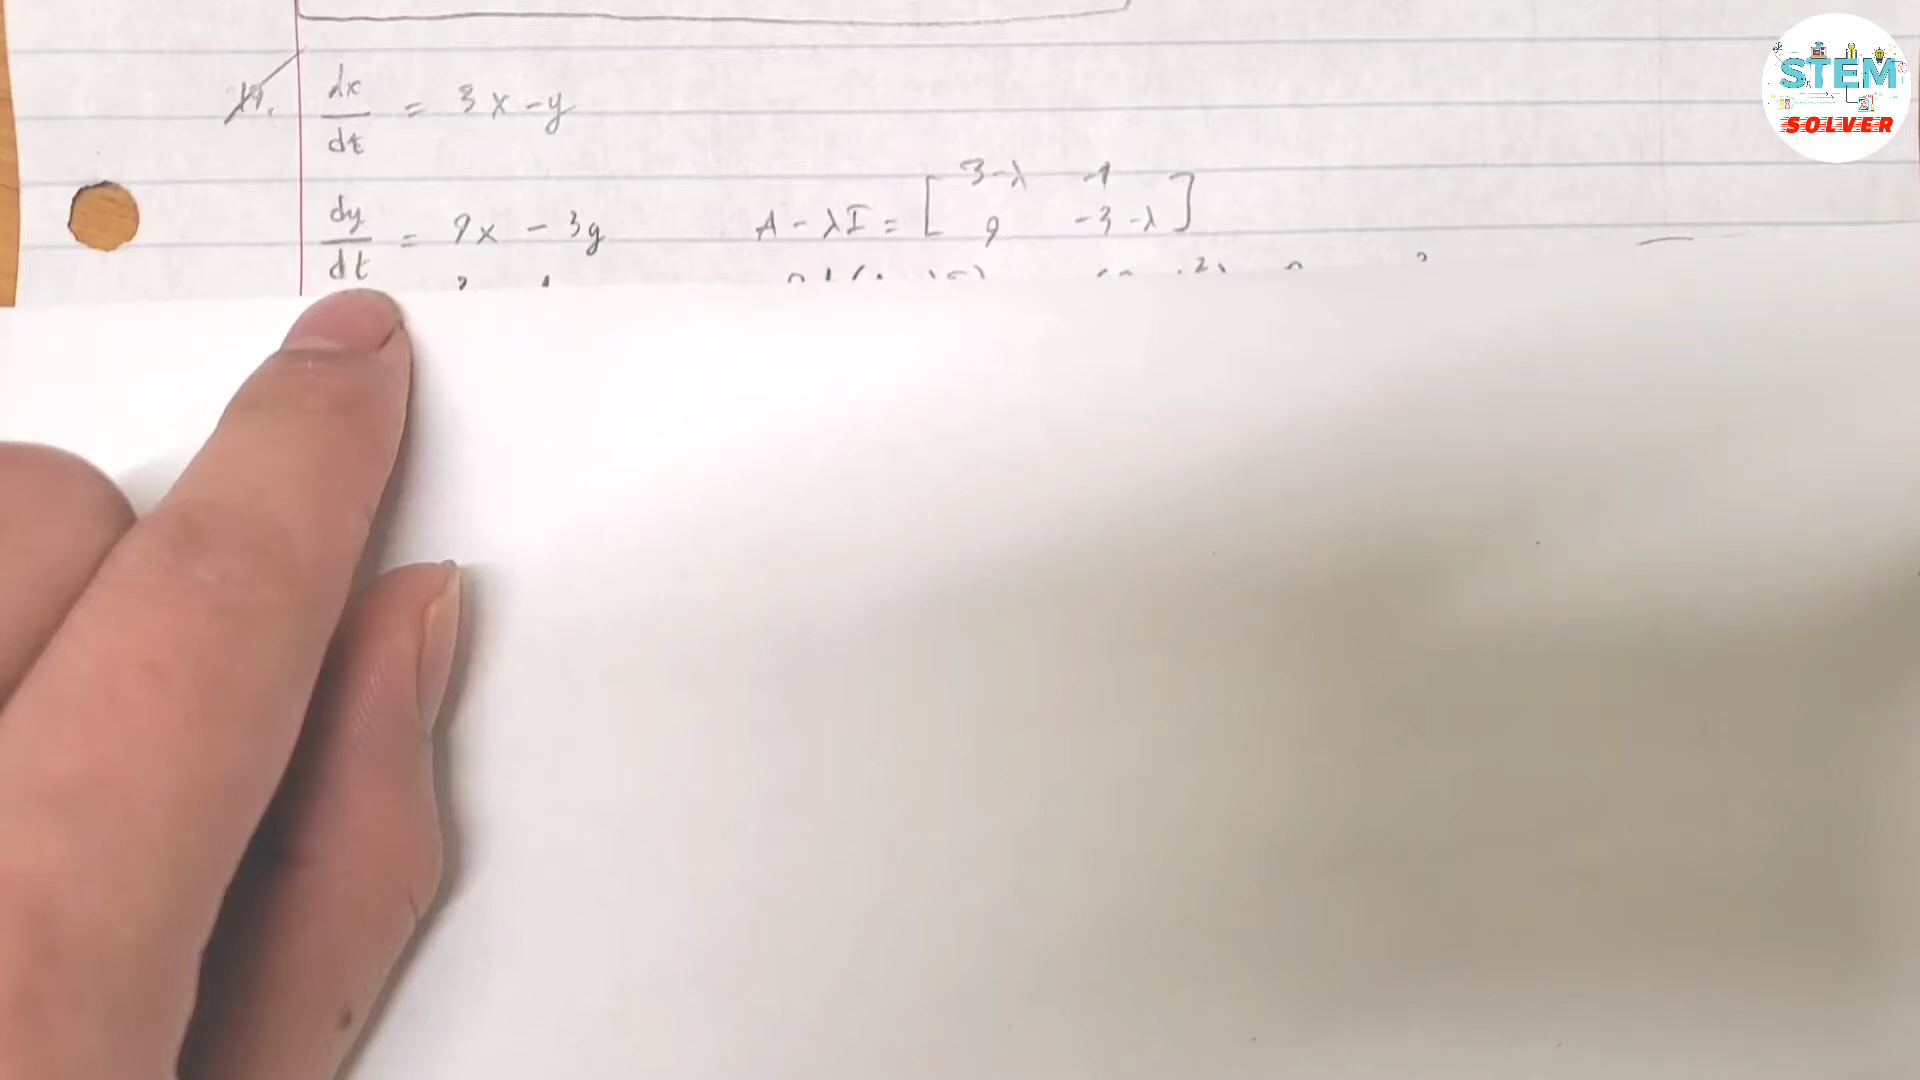 dx/dt = 3x - y
dy/dt = 9x - 3y
A - λI = [ 3-λ -1
9 -3-λ ]
STEM
SOLVER